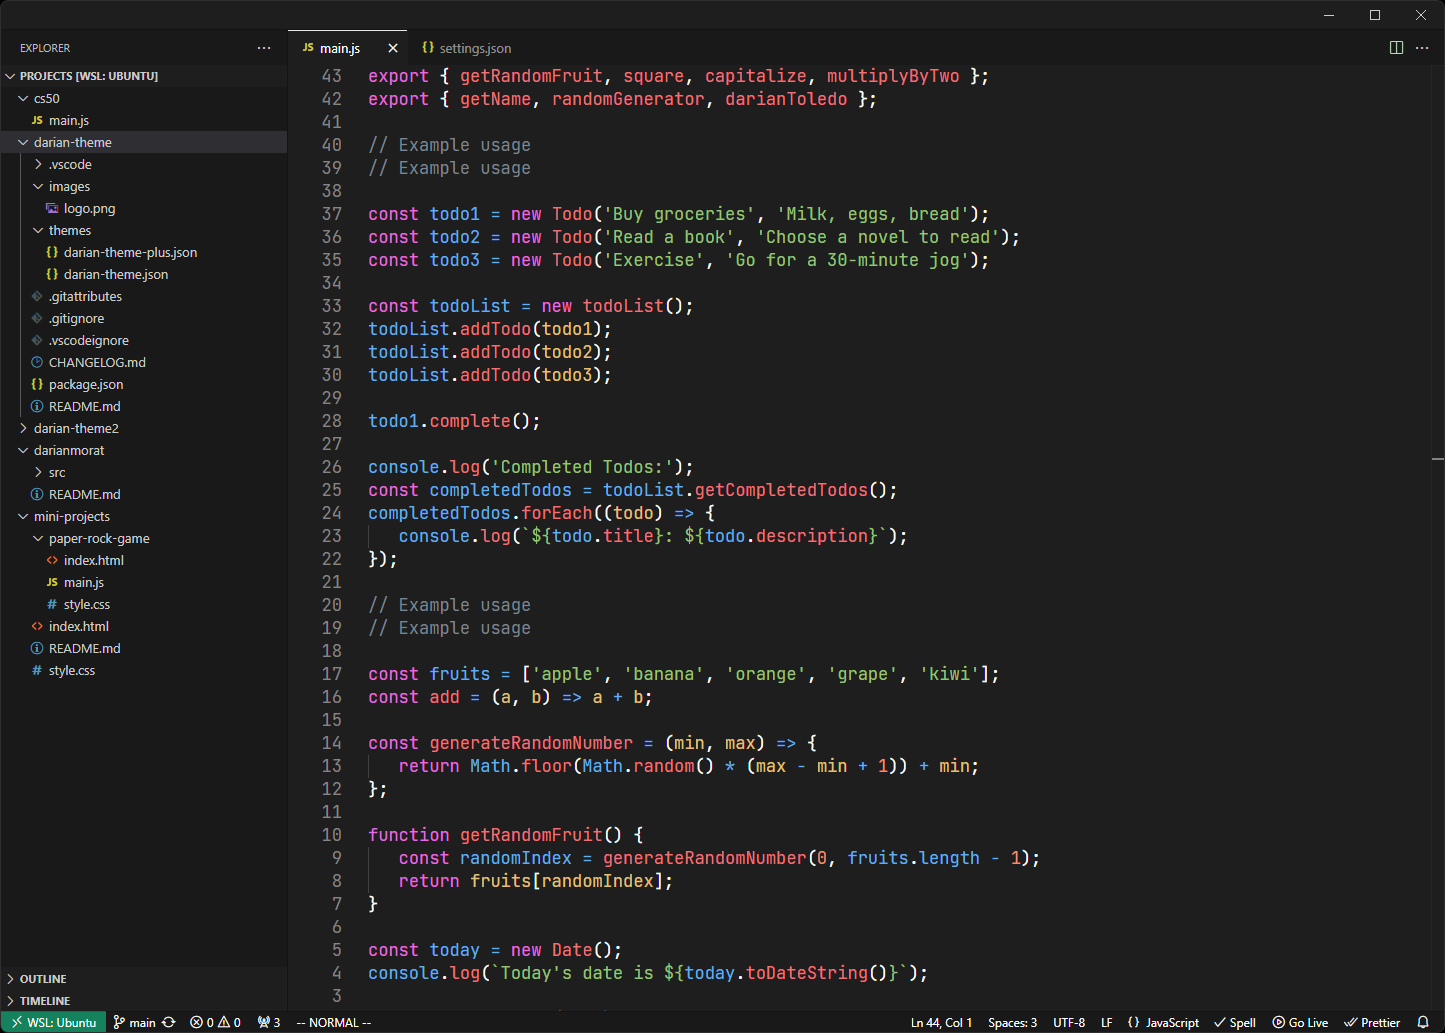 EXPLORER
PROJECTS [WSL: UBUNTU]
cs50
JS main.js
darian-theme
.vscode
images
logo.png
themes
{} darian-theme-plus.json
{} darian-theme.json
.gitattributes
.gitignore
.vscodeignore
CHANGELOG.md
{} package.json
README.md
darian-theme2
darianmorat
src
README.md
mini-projects
paper-rock-game
<> index.html
JS main.js
# style.css
<> index.html
README.md
# style.css
OUTLINE
TIMELINE
JS main.js
{} settings.json
43 export { getRandomFruit, square, capitalize, multiplyByTwo };
42 export { getName, randomGenerator, darianToledo };
41
40 // Example usage
39 // Example usage
38
37 const todo1 = new Todo('Buy groceries', 'Milk, eggs, bread');
36 const todo2 = new Todo('Read a book', 'Choose a novel to read');
35 const todo3 = new Todo('Exercise', 'Go for a 30-minute jog');
34
33 const todoList = new todoList();
32 todoList.addTodo(todo1);
31 todoList.addTodo(todo2);
30 todoList.addTodo(todo3);
29
28 todo1.complete();
27
26 console.log('Completed Todos:');
25 const completedTodos = todoList.getCompletedTodos();
24 completedTodos.forEach((todo) => {
23 console.log(`${todo.title}: ${todo.description}`);
22 });
21
20 // Example usage
19 // Example usage
18
17 const fruits = ['apple', 'banana', 'orange', 'grape', 'kiwi'];
16 const add = (a, b) => a + b;
15
14 const generateRandomNumber = (min, max) => {
13 return Math.floor(Math.random() * (max - min + 1)) + min;
12 };
11
10 function getRandomFruit() {
9 const randomIndex = generateRandomNumber(0, fruits.length - 1);
8 return fruits[randomIndex];
7 }
6
5 const today = new Date();
4 console.log(`Today's date is ${today.toDateString()}`);
3
WSL: Ubuntu main 0 0 3 -- NORMAL -- Ln 44, Col 1 Spaces: 3 UTF-8 LF {} JavaScript Spell Go Live Prettier